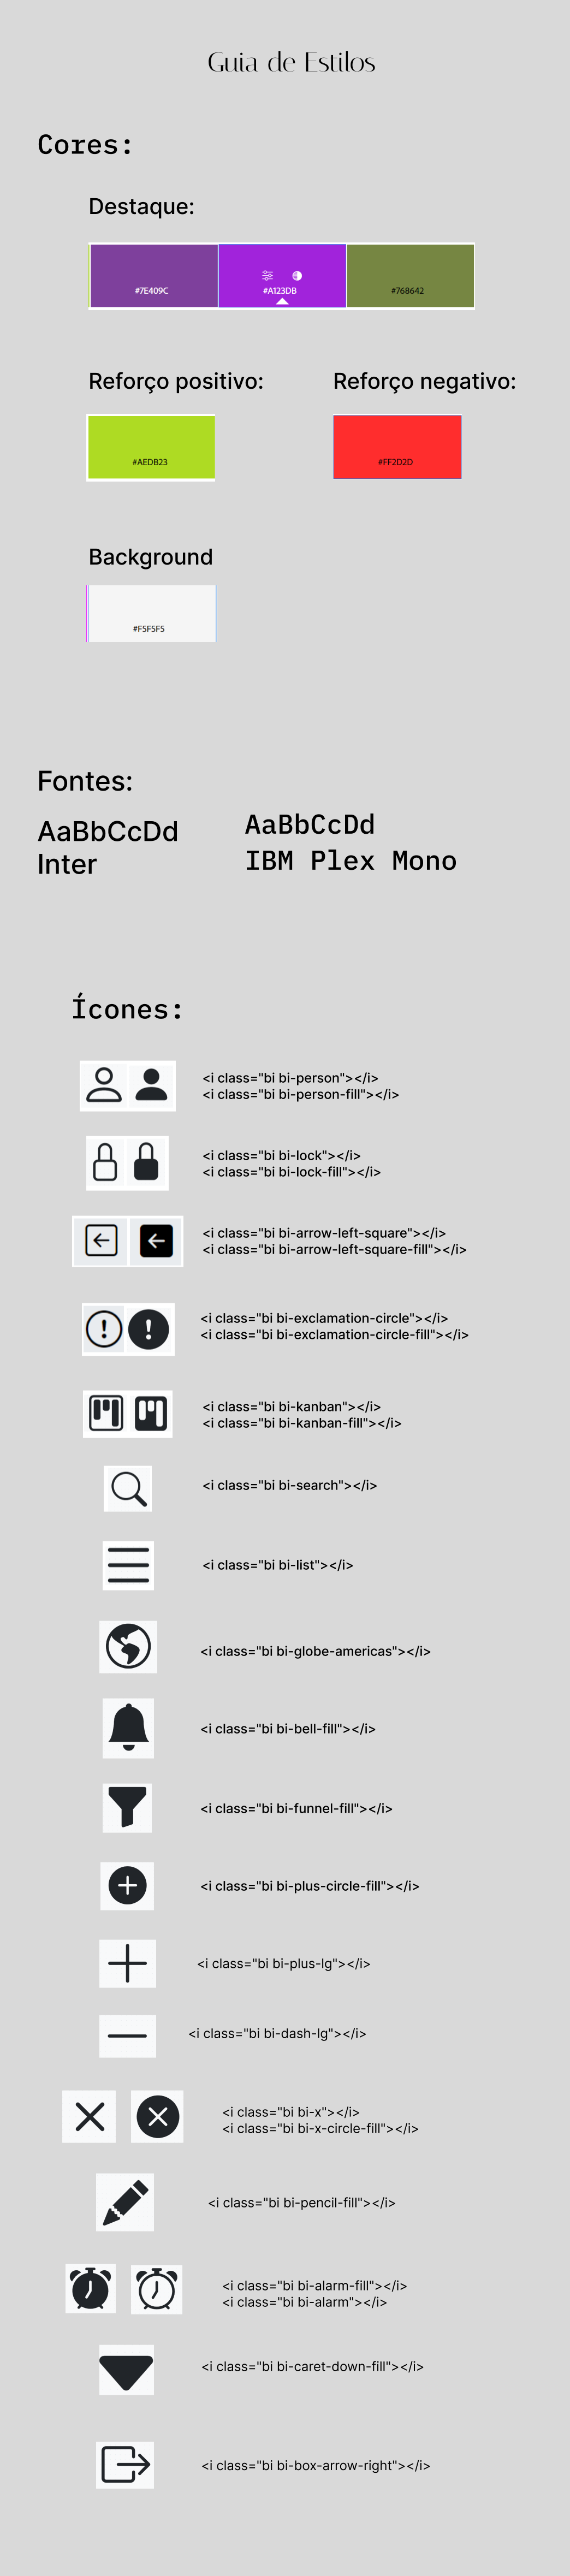 Guia de Estilos
Cores:
Destaque:
#7E409C
#A123DB
#768642
Reforço positivo:
Reforço negativo:
#AEDB23
#FF2D2D
Background
#F5F5F5
Fontes:
AaBbCcDd
Inter
AaBbCcDd
IBM Plex Mono
Ícones:
<i class="bi bi-person"></i>
<i class="bi bi-person-fill"></i>
<i class="bi bi-lock"></i>
<i class="bi bi-lock-fill"></i>
<i class="bi bi-arrow-left-square"></i>
<i class="bi bi-arrow-left-square-fill"></i>
<i class="bi bi-exclamation-circle"></i>
<i class="bi bi-exclamation-circle-fill"></i>
<i class="bi bi-kanban"></i>
<i class="bi bi-kanban-fill"></i>
<i class="bi bi-search"></i>
<i class="bi bi-list"></i>
<i class="bi bi-globe-americas"></i>
<i class="bi bi-bell-fill"></i>
<i class="bi bi-funnel-fill"></i>
<i class="bi bi-plus-circle-fill"></i>
<i class="bi bi-plus-lg"></i>
<i class="bi bi-dash-lg"></i>
<i class="bi bi-x"></i>
<i class="bi bi-x-circle-fill"></i>
<i class="bi bi-pencil-fill"></i>
<i class="bi bi-alarm-fill"></i>
<i class="bi bi-alarm"></i>
<i class="bi bi-caret-down-fill"></i>
<i class="bi bi-box-arrow-right"></i>